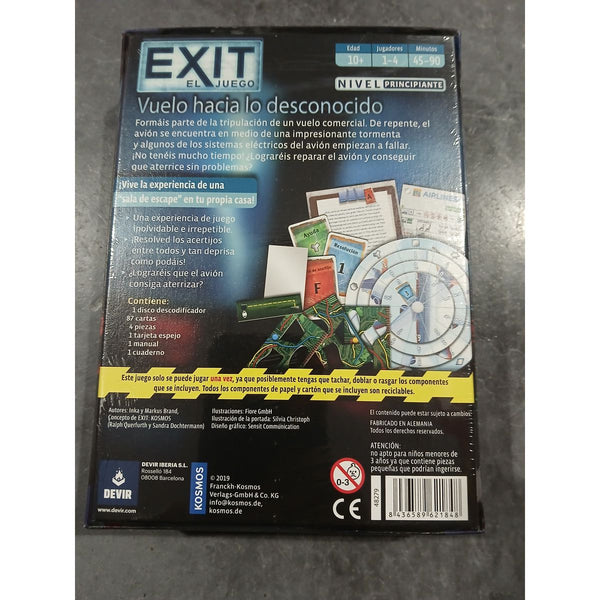 EXIT
EL JUEGO
Edad
10+
Jugadores
1-4
Minutos
45-90
NIVEL PRINCIPIANTE
Vuelo hacia lo desconocido
Formáis parte de la tripulación de un vuelo comercial. De repente, el
avión se encuentra en medio de una impresionante tormenta
y algunos de los sistemas eléctricos del avión empiezan a fallar.
¡No tenéis mucho tiempo! ¿Lograréis reparar el avión y conseguir
que aterrice sin problemas?
¡Vive la experiencia de una
"sala de escape" en tu propia casa!
Una experiencia de juego
inolvidable e irrepetible.
¡Resolved los acertijos
entre todos y tan deprisa
como podáis!
¿Lograréis que el avión
consiga aterrizar?
Contiene:
1 disco descodificador
87 cartas
4 piezas
1 tarjeta espejo
1 manual
1 cuaderno
AIRLINES
A
Ayuda
Resolución
1
F
Este juego solo se puede jugar una vez, ya que posiblemente tengas que tachar, doblar o rasgar los componentes
que se incluyen. Todos los componentes de papel y cartón que se incluyen son reciclables.
Autores: Inka y Markus Brand,
Concepto de EXIT: KOSMOS
(Ralph Querfurth y Sandra Dochtermann)
Ilustraciones: Fiore GmbH
Ilustración de la portada: Silvia Christoph
Diseño gráfico: Sensit Communication
El contenido puede estar sujeto a cambios.
FABRICADO EN ALEMANIA
Todos los derechos reservados.
ATENCIÓN:
no apto para niños menores de
3 años ya que contiene piezas
pequeñas que podrían ingerirse.
DEVIR
www.devir.com
DEVIR IBERIA S.L.
Rosselló 184
08008 Barcelona
KOSMOS
© 2019
Franckh-Kosmos
Verlags-GmbH & Co. KG
info@kosmos.de,
kosmos.de
0-3
CE
48279
8 436589 621848